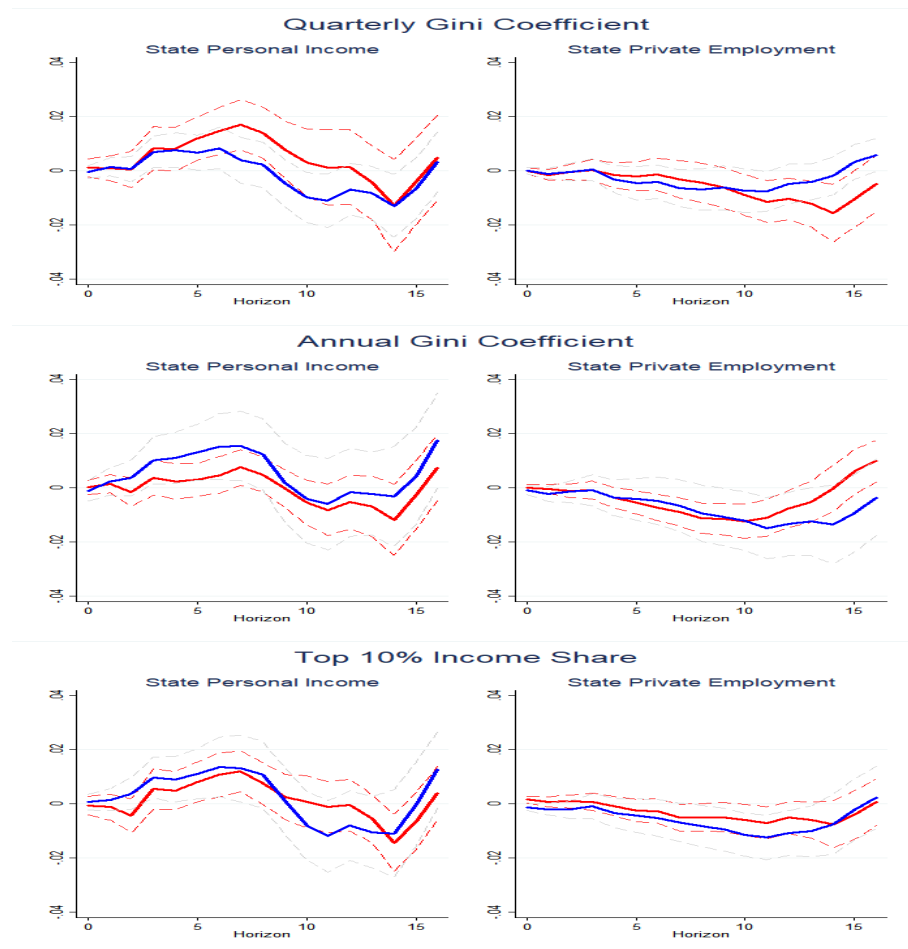 Quarterly Gini Coefficient
State Personal Income
State Private Employment
.04
.02
0
-.02
-.04
0 5 10 15
Horizon
.04
.02
0
-.02
-.04
0 5 10 15
Horizon
Annual Gini Coefficient
State Personal Income
State Private Employment
.04
.02
0
-.02
-.04
0 5 10 15
Horizon
.04
.02
0
-.02
-.04
0 5 10 15
Horizon
Top 10% Income Share
State Personal Income
State Private Employment
.04
.02
0
-.02
-.04
0 5 10 15
Horizon
.04
.02
0
-.02
-.04
0 5 10 15
Horizon